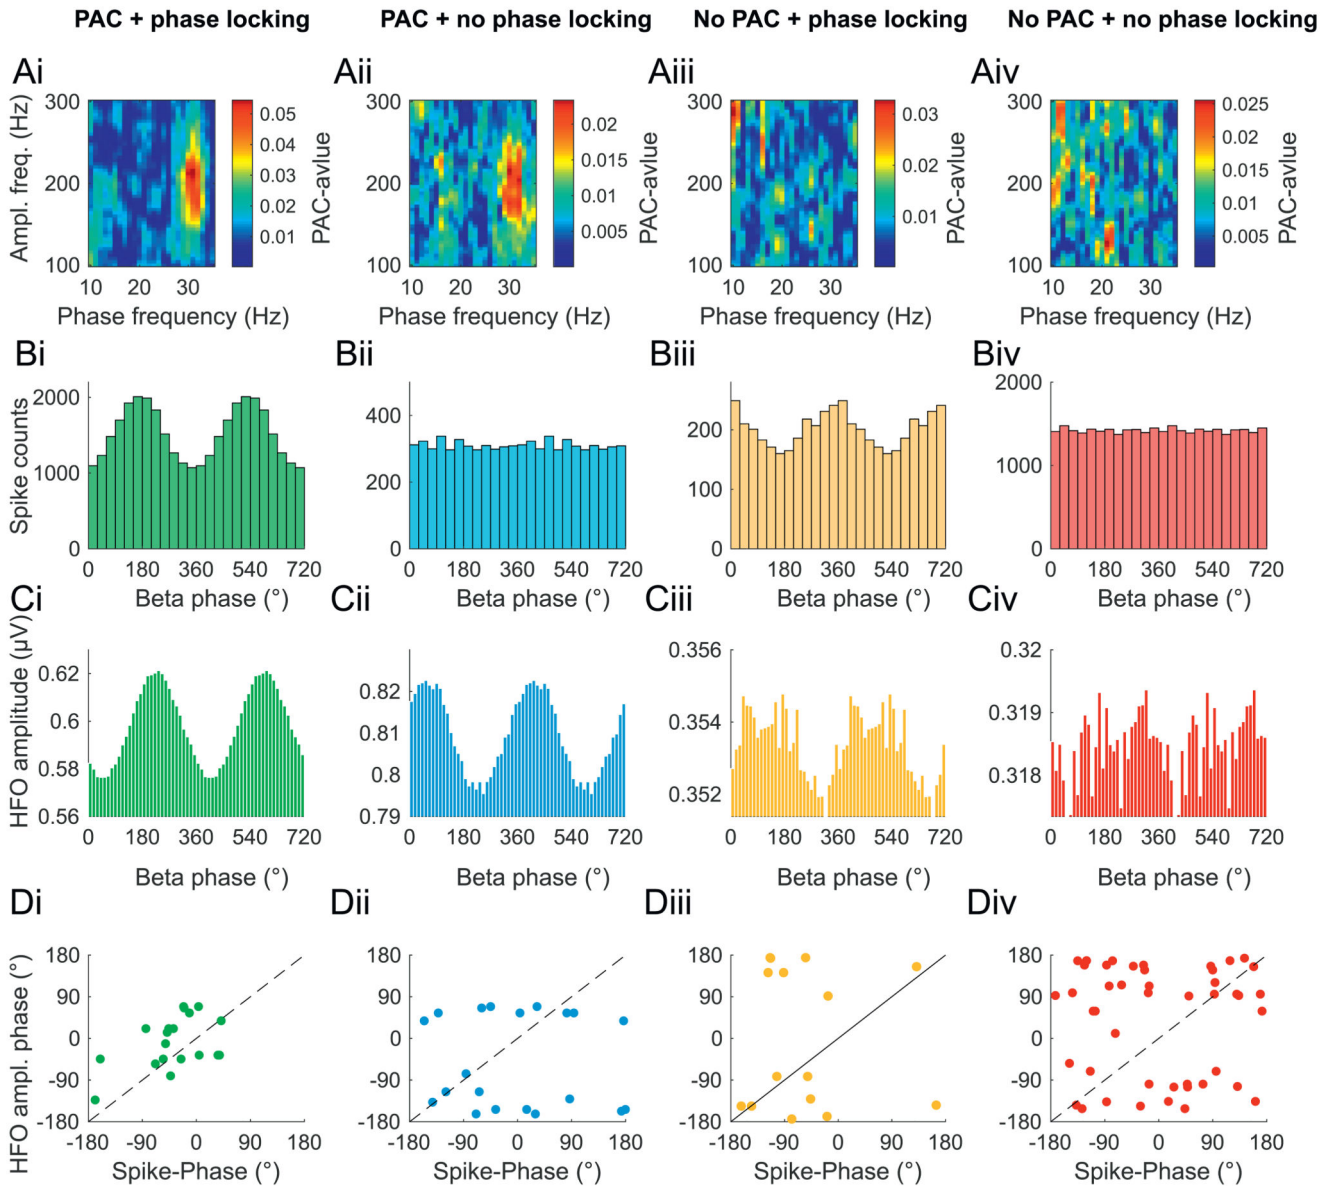 PAC + phase locking
PAC + no phase locking
No PAC + phase locking
No PAC + no phase locking
Ai
Aii
Aiii
Aiv
Ampl. freq. (Hz)
300
200
100
10 20 30
0.05
0.04
0.03
0.02
0.01
PAC-avlue
Phase frequency (Hz)
300
200
100
10 20 30
0.02
0.015
0.01
0.005
PAC-avlue
Phase frequency (Hz)
300
200
100
10 20 30
0.03
0.02
0.01
PAC-avlue
Phase frequency (Hz)
300
200
100
10 20 30
0.025
0.02
0.015
0.01
0.005
PAC-avlue
Phase frequency (Hz)
Bi
Bii
Biii
Biv
Spike counts
2000
1000
0
0 180 360 540 720
Beta phase (°)
400
200
0
0 180 360 540 720
Beta phase (°)
200
100
0
0 180 360 540 720
Beta phase (°)
2000
1000
0
0 180 360 540 720
Beta phase (°)
Ci
Cii
Ciii
Civ
HFO amplitude (µV)
0.62
0.6
0.58
0.56
0 180 360 540 720
Beta phase (°)
0.82
0.81
0.8
0.79
0 180 360 540 720
Beta phase (°)
0.356
0.354
0.352
0 180 360 540 720
Beta phase (°)
0.32
0.319
0.318
0 180 360 540 720
Beta phase (°)
Di
Dii
Diii
Div
HFO ampl. phase (°)
180
90
0
-90
-180
-180 -90 0 90 180
Spike-Phase (°)
180
90
0
-90
-180
-180 -90 0 90 180
Spike-Phase (°)
180
90
0
-90
-180
-180 -90 0 90 180
Spike-Phase (°)
180
90
0
-90
-180
-180 -90 0 90 180
Spike-Phase (°)